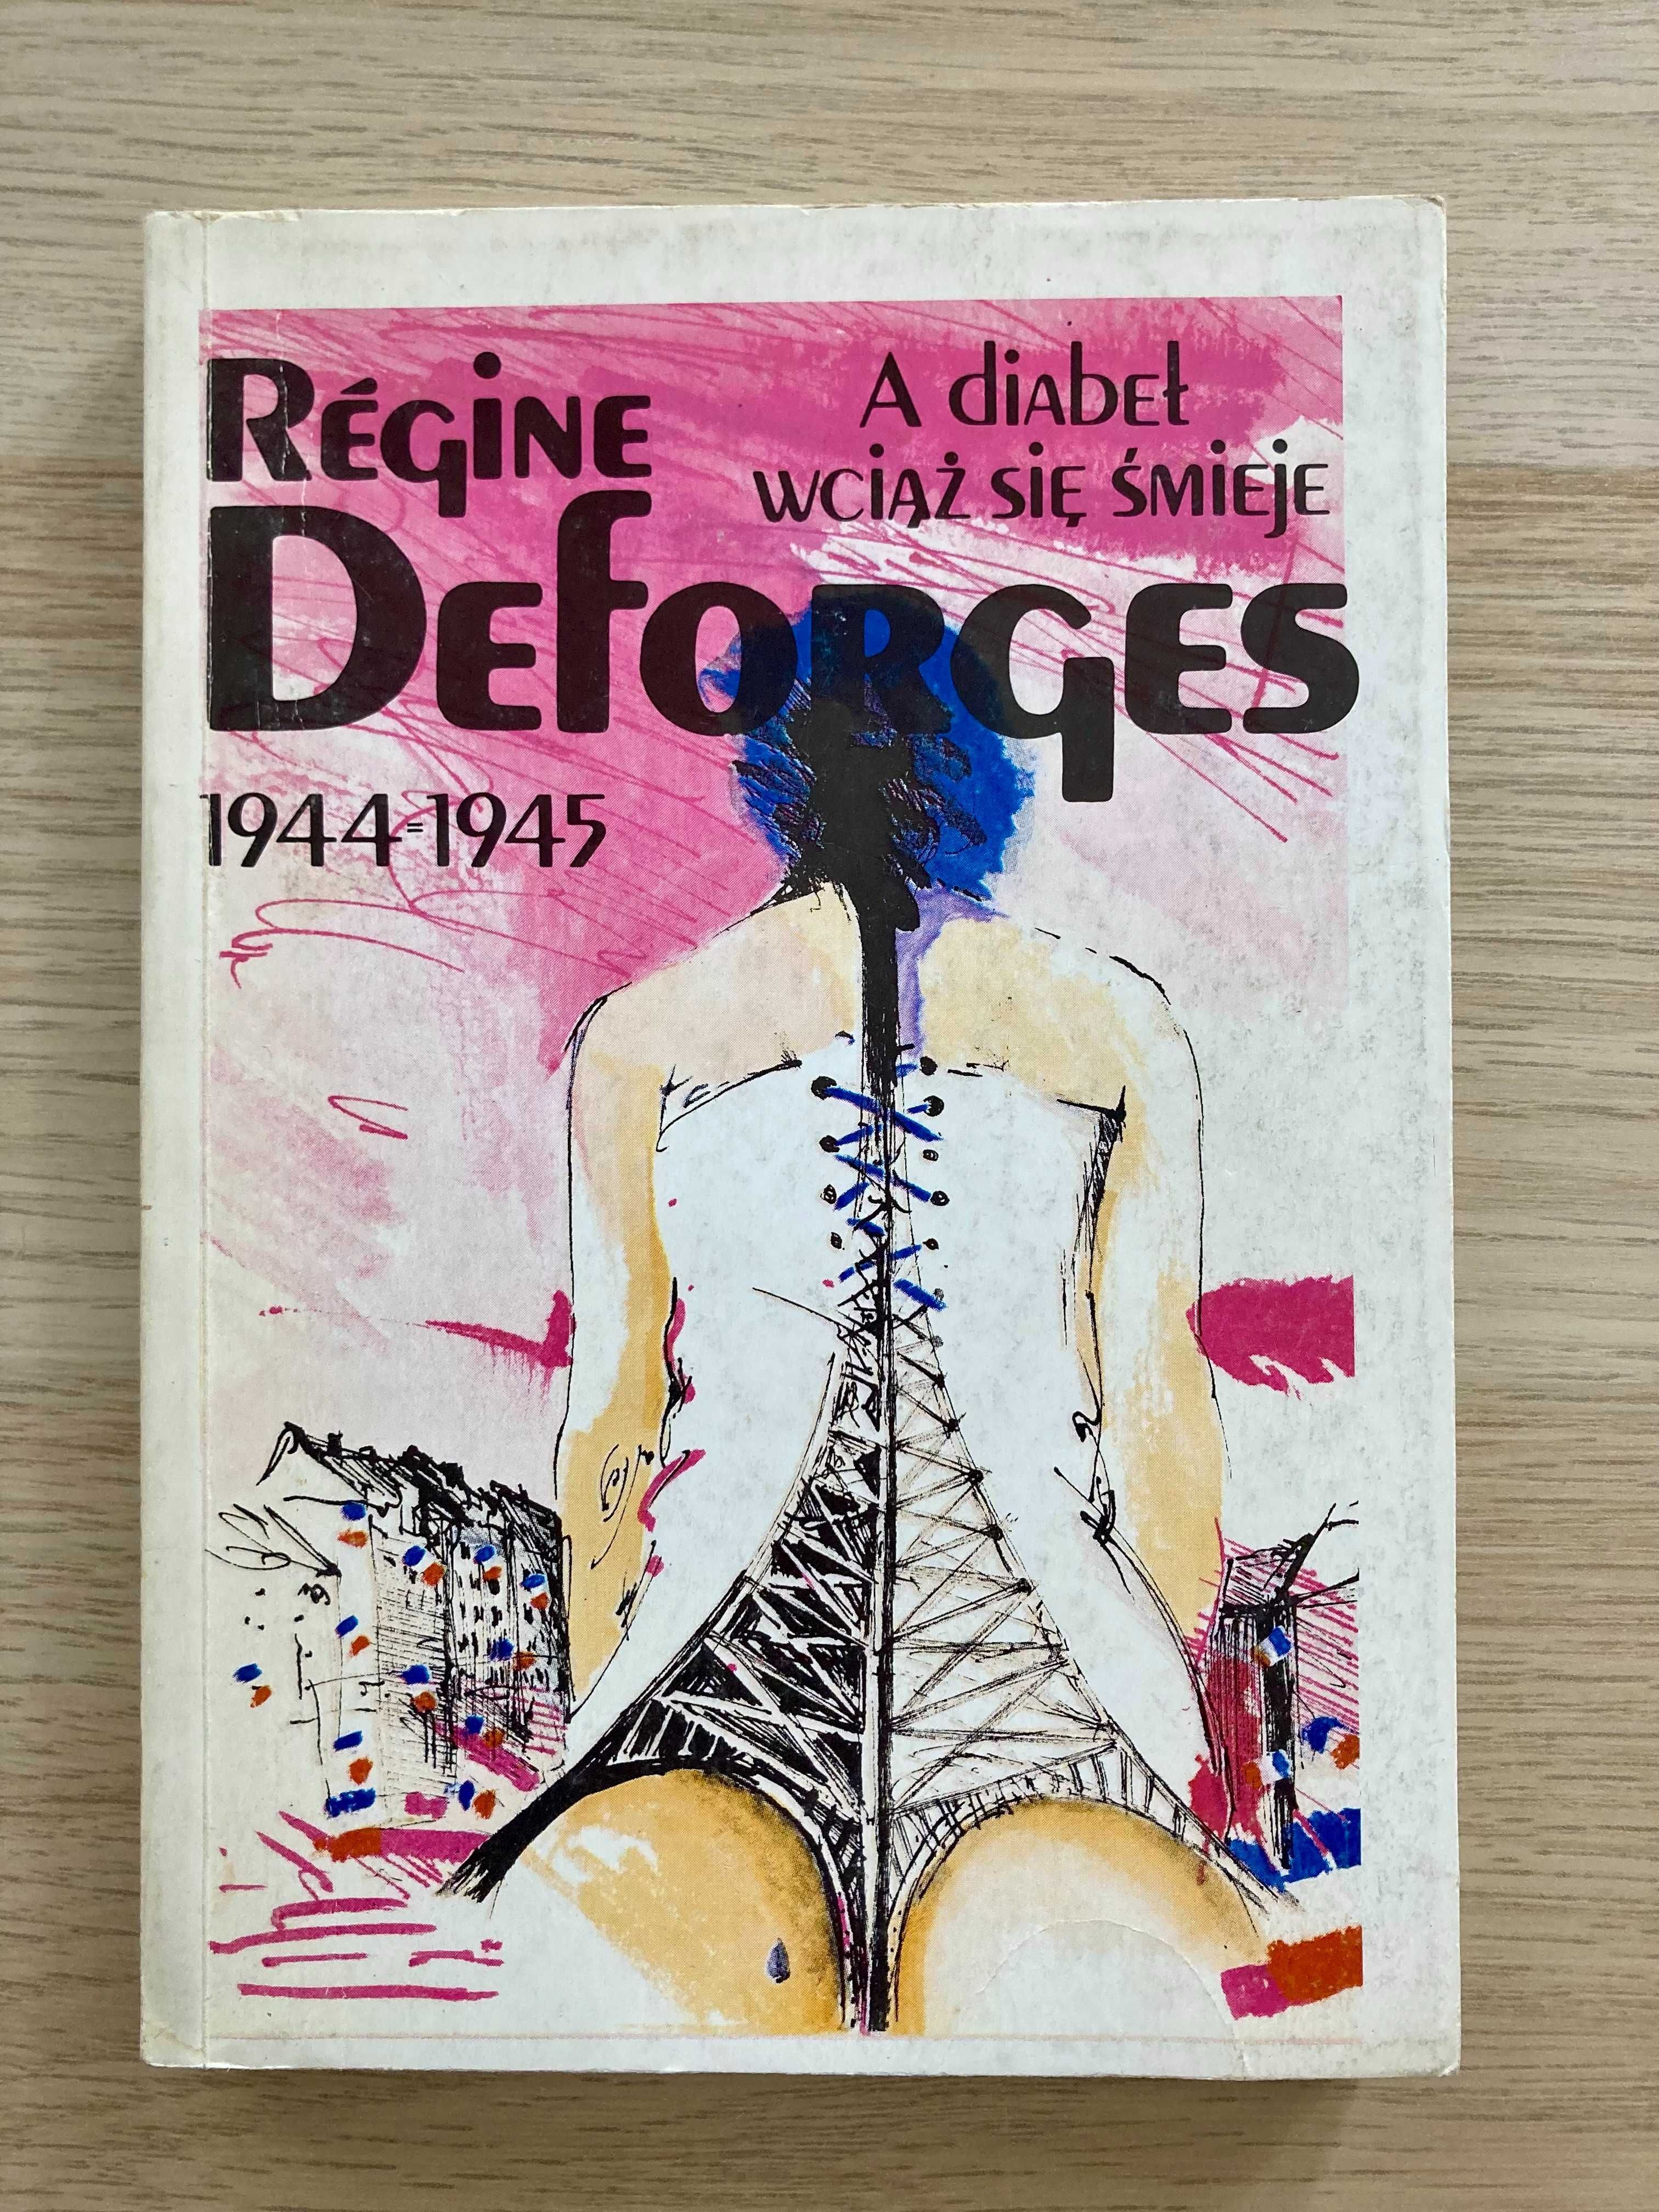 Régine
Deforges
A diabeł
wciąż się śmieje
1944-1945